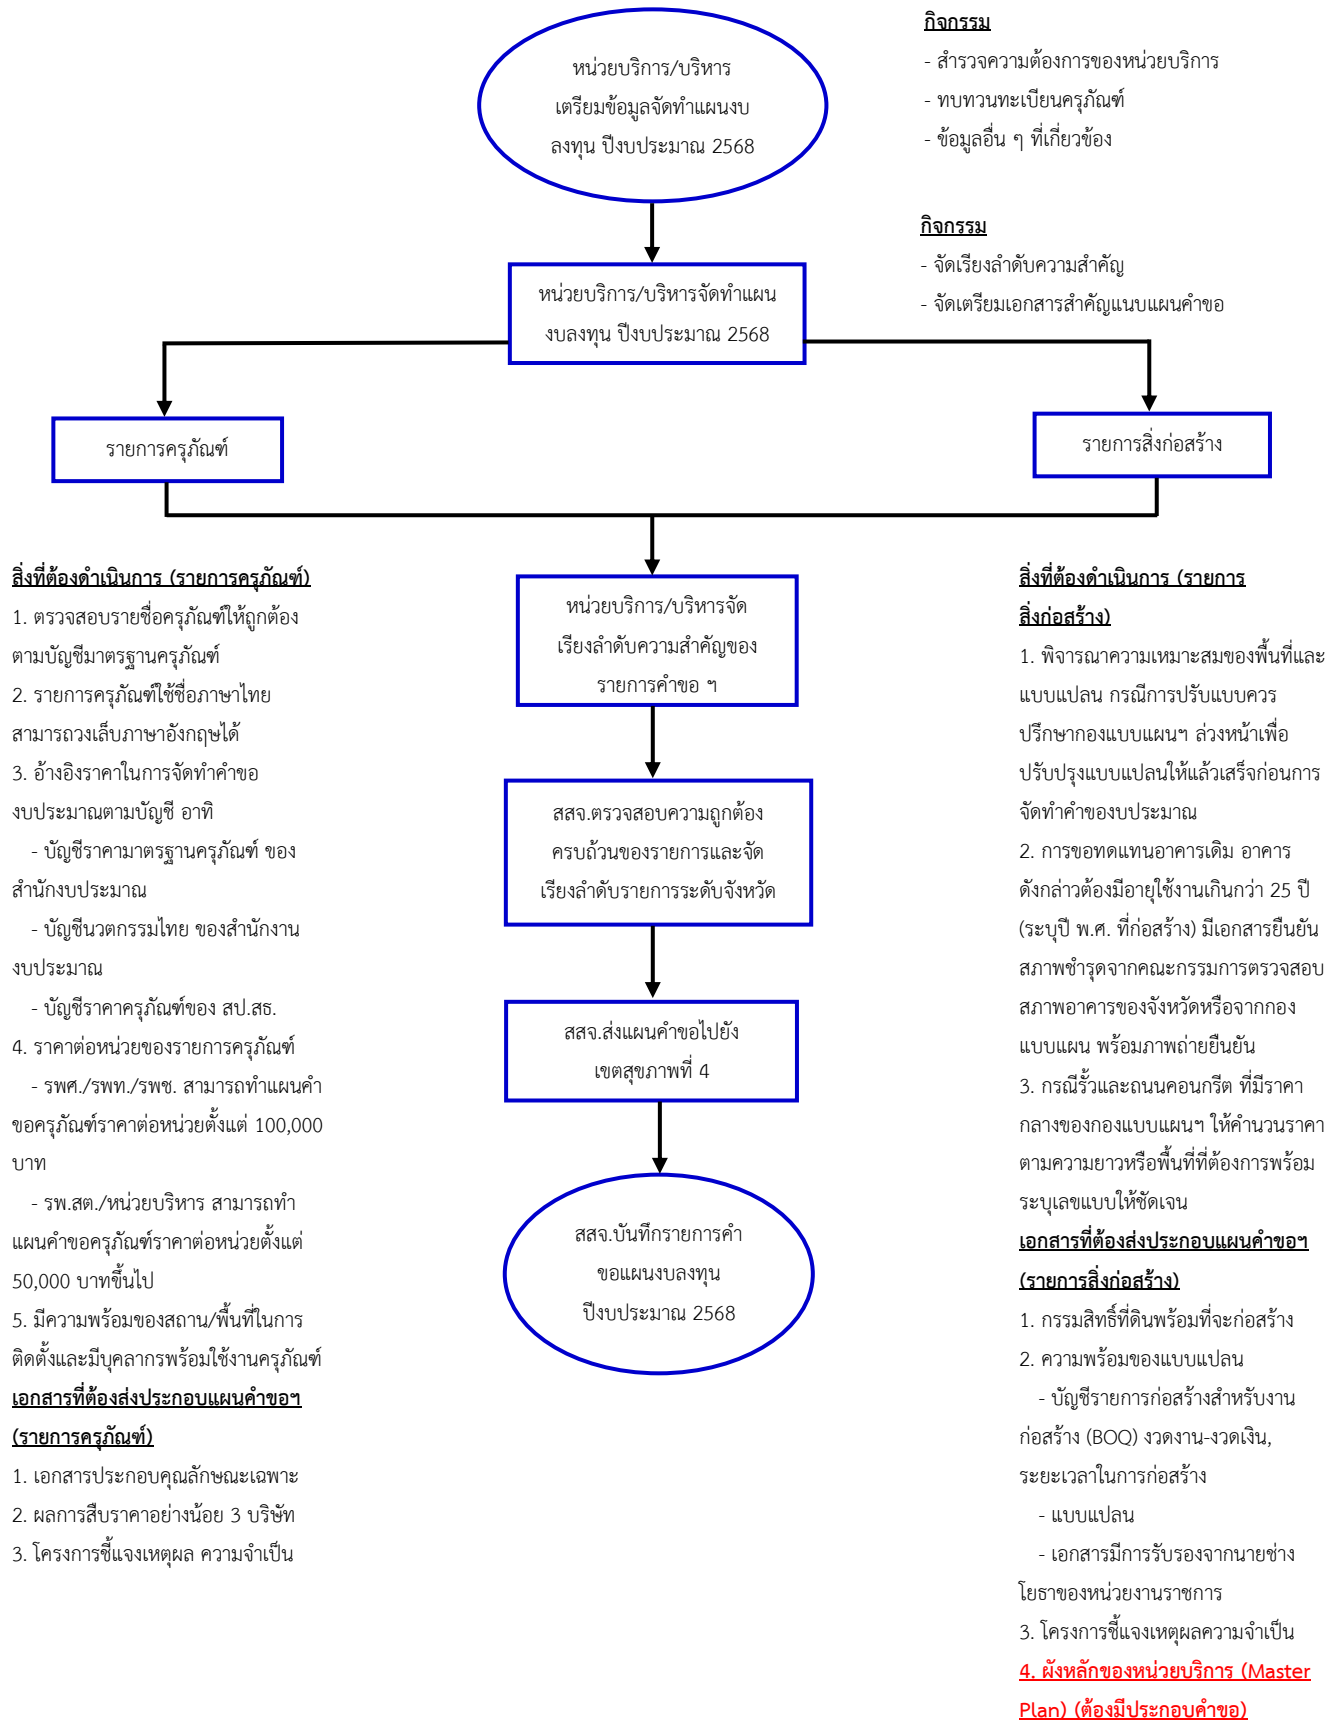 หน่วยบริการ/บริหาร
เตรียมข้อมูลจัดทำแผนงบ
ลงทุน ปีงบประมาณ 2568
กิจกรรม
- สำรวจความต้องการของหน่วยบริการ
- ทบทวนทะเบียนครุภัณฑ์
- ข้อมูลอื่น ๆ ที่เกี่ยวข้อง
กิจกรรม
- จัดเรียงลำดับความสำคัญ
- จัดเตรียมเอกสารสำคัญแนบแผนคำขอ
หน่วยบริการ/บริหารจัดทำแผน
งบลงทุน ปีงบประมาณ 2568
รายการครุภัณฑ์
รายการสิ่งก่อสร้าง
สิ่งที่ต้องดำเนินการ (รายการครุภัณฑ์)
1. ตรวจสอบรายชื่อครุภัณฑ์ให้ถูกต้อง
ตามบัญชีมาตรฐานครุภัณฑ์
2. รายการครุภัณฑ์ใช้ชื่อภาษาไทย
สามารถวงเล็บภาษาอังกฤษได้
3. อ้างอิงราคาในการจัดทำคำขอ
งบประมาณตามบัญชี อาทิ
- บัญชีราคามาตรฐานครุภัณฑ์ ของ
สำนักงบประมาณ
- บัญชีนวตกรรมไทย ของสำนักงาน
งบประมาณ
- บัญชีราคาครุภัณฑ์ของ สป.สธ.
4. ราคาต่อหน่วยของรายการครุภัณฑ์
- รพศ./รพท./รพช. สามารถทำแผนคำ
ขอครุภัณฑ์ราคาต่อหน่วยตั้งแต่ 100,000
บาท
- รพ.สต./หน่วยบริหาร สามารถทำ
แผนคำขอครุภัณฑ์ราคาต่อหน่วยตั้งแต่
50,000 บาทขึ้นไป
5. มีความพร้อมของสถาน/พื้นที่ในการ
ติดตั้งและมีบุคลากรพร้อมใช้งานครุภัณฑ์
เอกสารที่ต้องส่งประกอบแผนคำขอฯ
(รายการครุภัณฑ์)
1. เอกสารประกอบคุณลักษณะเฉพาะ
2. ผลการสืบราคาอย่างน้อย 3 บริษัท
3. โครงการชี้แจงเหตุผล ความจำเป็น
หน่วยบริการ/บริหารจัด
เรียงลำดับความสำคัญของ
รายการคำขอ ฯ
สสจ.ตรวจสอบความถูกต้อง
ครบถ้วนของรายการและจัด
เรียงลำดับรายการระดับจังหวัด
สสจ.ส่งแผนคำขอไปยัง
เขตสุขภาพที่ 4
สสจ.บันทึกรายการคำ
ขอแผนงบลงทุน
ปีงบประมาณ 2568
สิ่งที่ต้องดำเนินการ (รายการ
สิ่งก่อสร้าง)
1. พิจารณาความเหมาะสมของพื้นที่และ
แบบแปลน กรณีการปรับแบบควร
ปรึกษากองแบบแผนฯ ล่วงหน้าเพื่อ
ปรับปรุงแบบแปลนให้แล้วเสร็จก่อนการ
จัดทำคำของบประมาณ
2. การขอทดแทนอาคารเดิม อาคาร
ดังกล่าวต้องมีอายุใช้งานเกินกว่า 25 ปี
(ระบุปี พ.ศ. ที่ก่อสร้าง) มีเอกสารยืนยัน
สภาพชำรุดจากคณะกรรมการตรวจสอบ
สภาพอาคารของจังหวัดหรือจากกอง
แบบแผน พร้อมภาพถ่ายยืนยัน
3. กรณีรั้วและถนนคอนกรีต ที่มีราคา
กลางของกองแบบแผนฯ ให้คำนวนราคา
ตามความยาวหรือพื้นที่ที่ต้องการพร้อม
ระบุเลขแบบให้ชัดเจน
เอกสารที่ต้องส่งประกอบแผนคำขอฯ
(รายการสิ่งก่อสร้าง)
1. กรรมสิทธิ์ที่ดินพร้อมที่จะก่อสร้าง
2. ความพร้อมของแบบแปลน
- บัญชีรายการก่อสร้างสำหรับงาน
ก่อสร้าง (BOQ) งวดงาน-งวดเงิน,
ระยะเวลาในการก่อสร้าง
- แบบแปลน
- เอกสารมีการรับรองจากนายช่าง
โยธาของหน่วยงานราชการ
3. โครงการชี้แจงเหตุผลความจำเป็น
4. ผังหลักของหน่วยบริการ (Master
Plan) (ต้องมีประกอบคำขอ)